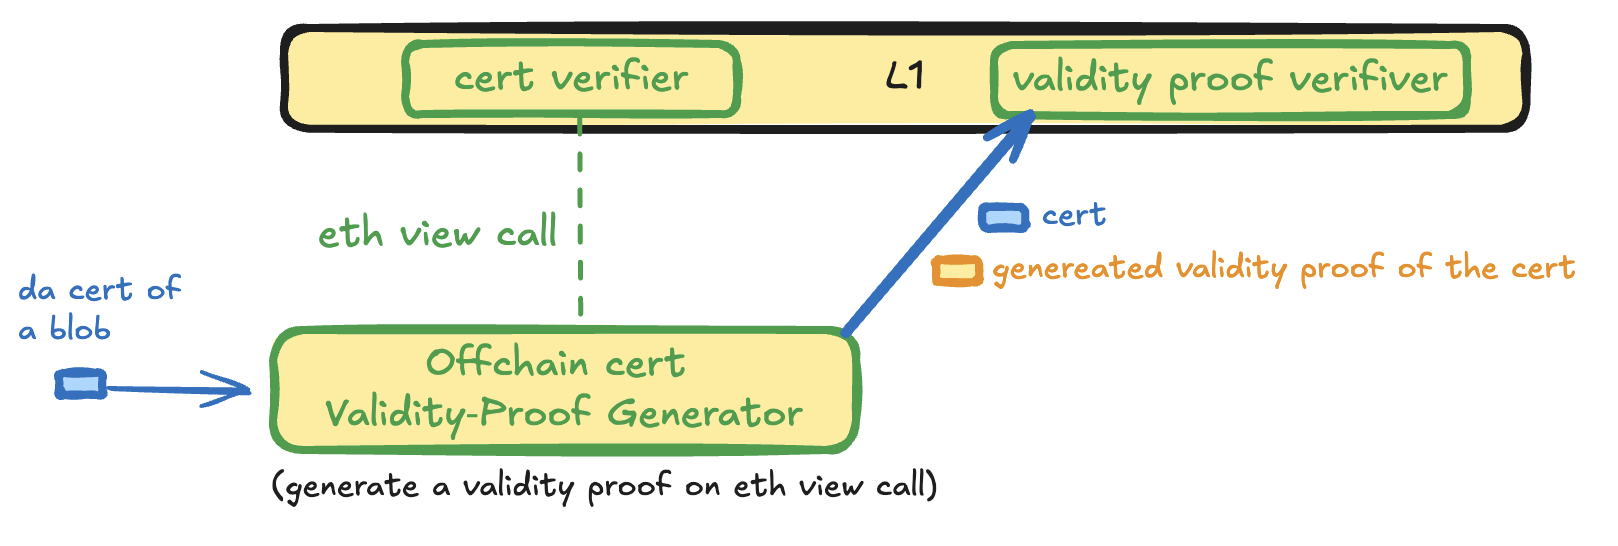 cert verifier
L1
validity proof verifiver
eth view call
cert
genereated validity proof of the cert
da cert of
a blob
Offchain cert
Validity-Proof Generator
(generate a validity proof on eth view call)